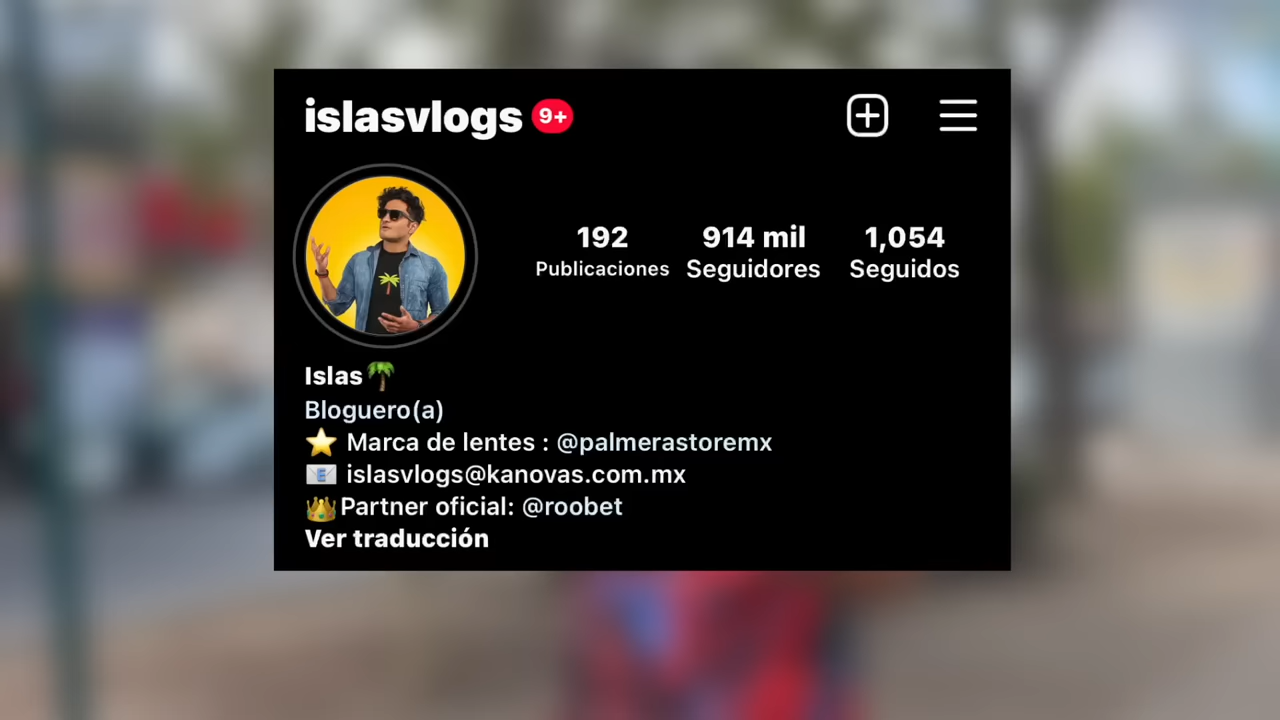 islasvlogs 9+
192 914 mil 1,054
Publicaciones Seguidores Seguidos
Islas🌴
Bloguero(a)
⭐ Marca de lentes : @palmerastoremx
📧 islasvlogs@kanovas.com.mx
👑Partner oficial: @roobet
Ver traducción